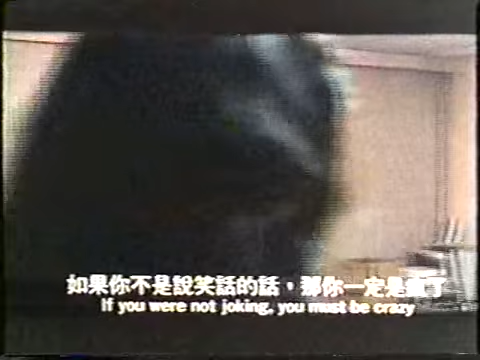 如果你不是說笑話的話，那你一定是瘋了
If you were not joking, you must be crazy